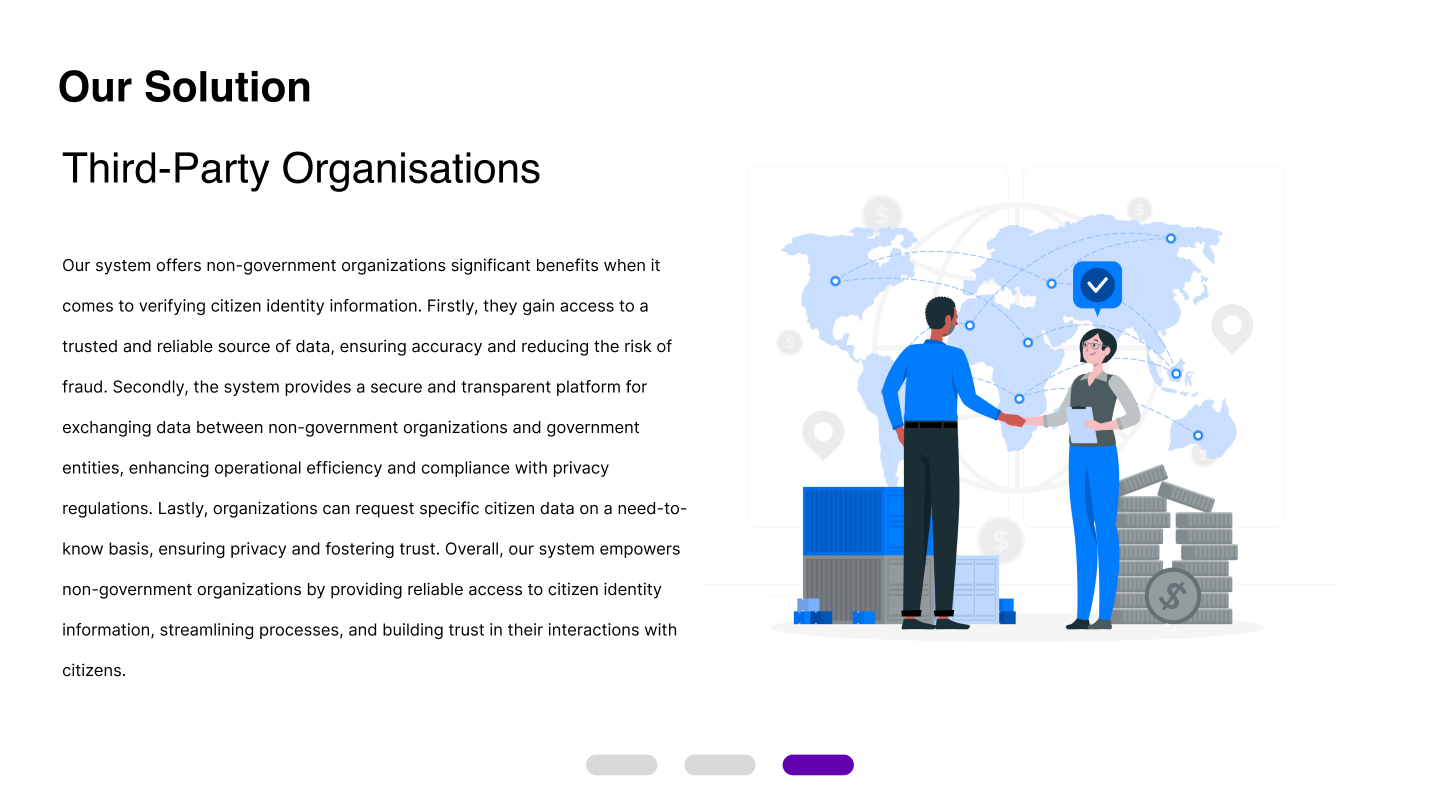 Our Solution
Third-Party Organisations
Our system offers non-government organizations significant benefits when it
comes to verifying citizen identity information. Firstly, they gain access to a
trusted and reliable source of data, ensuring accuracy and reducing the risk of
fraud. Secondly, the system provides a secure and transparent platform for
exchanging data between non-government organizations and government
entities, enhancing operational efficiency and compliance with privacy
regulations. Lastly, organizations can request specific citizen data on a need-to-
know basis, ensuring privacy and fostering trust. Overall, our system empowers
non-government organizations by providing reliable access to citizen identity
information, streamlining processes, and building trust in their interactions with
citizens.